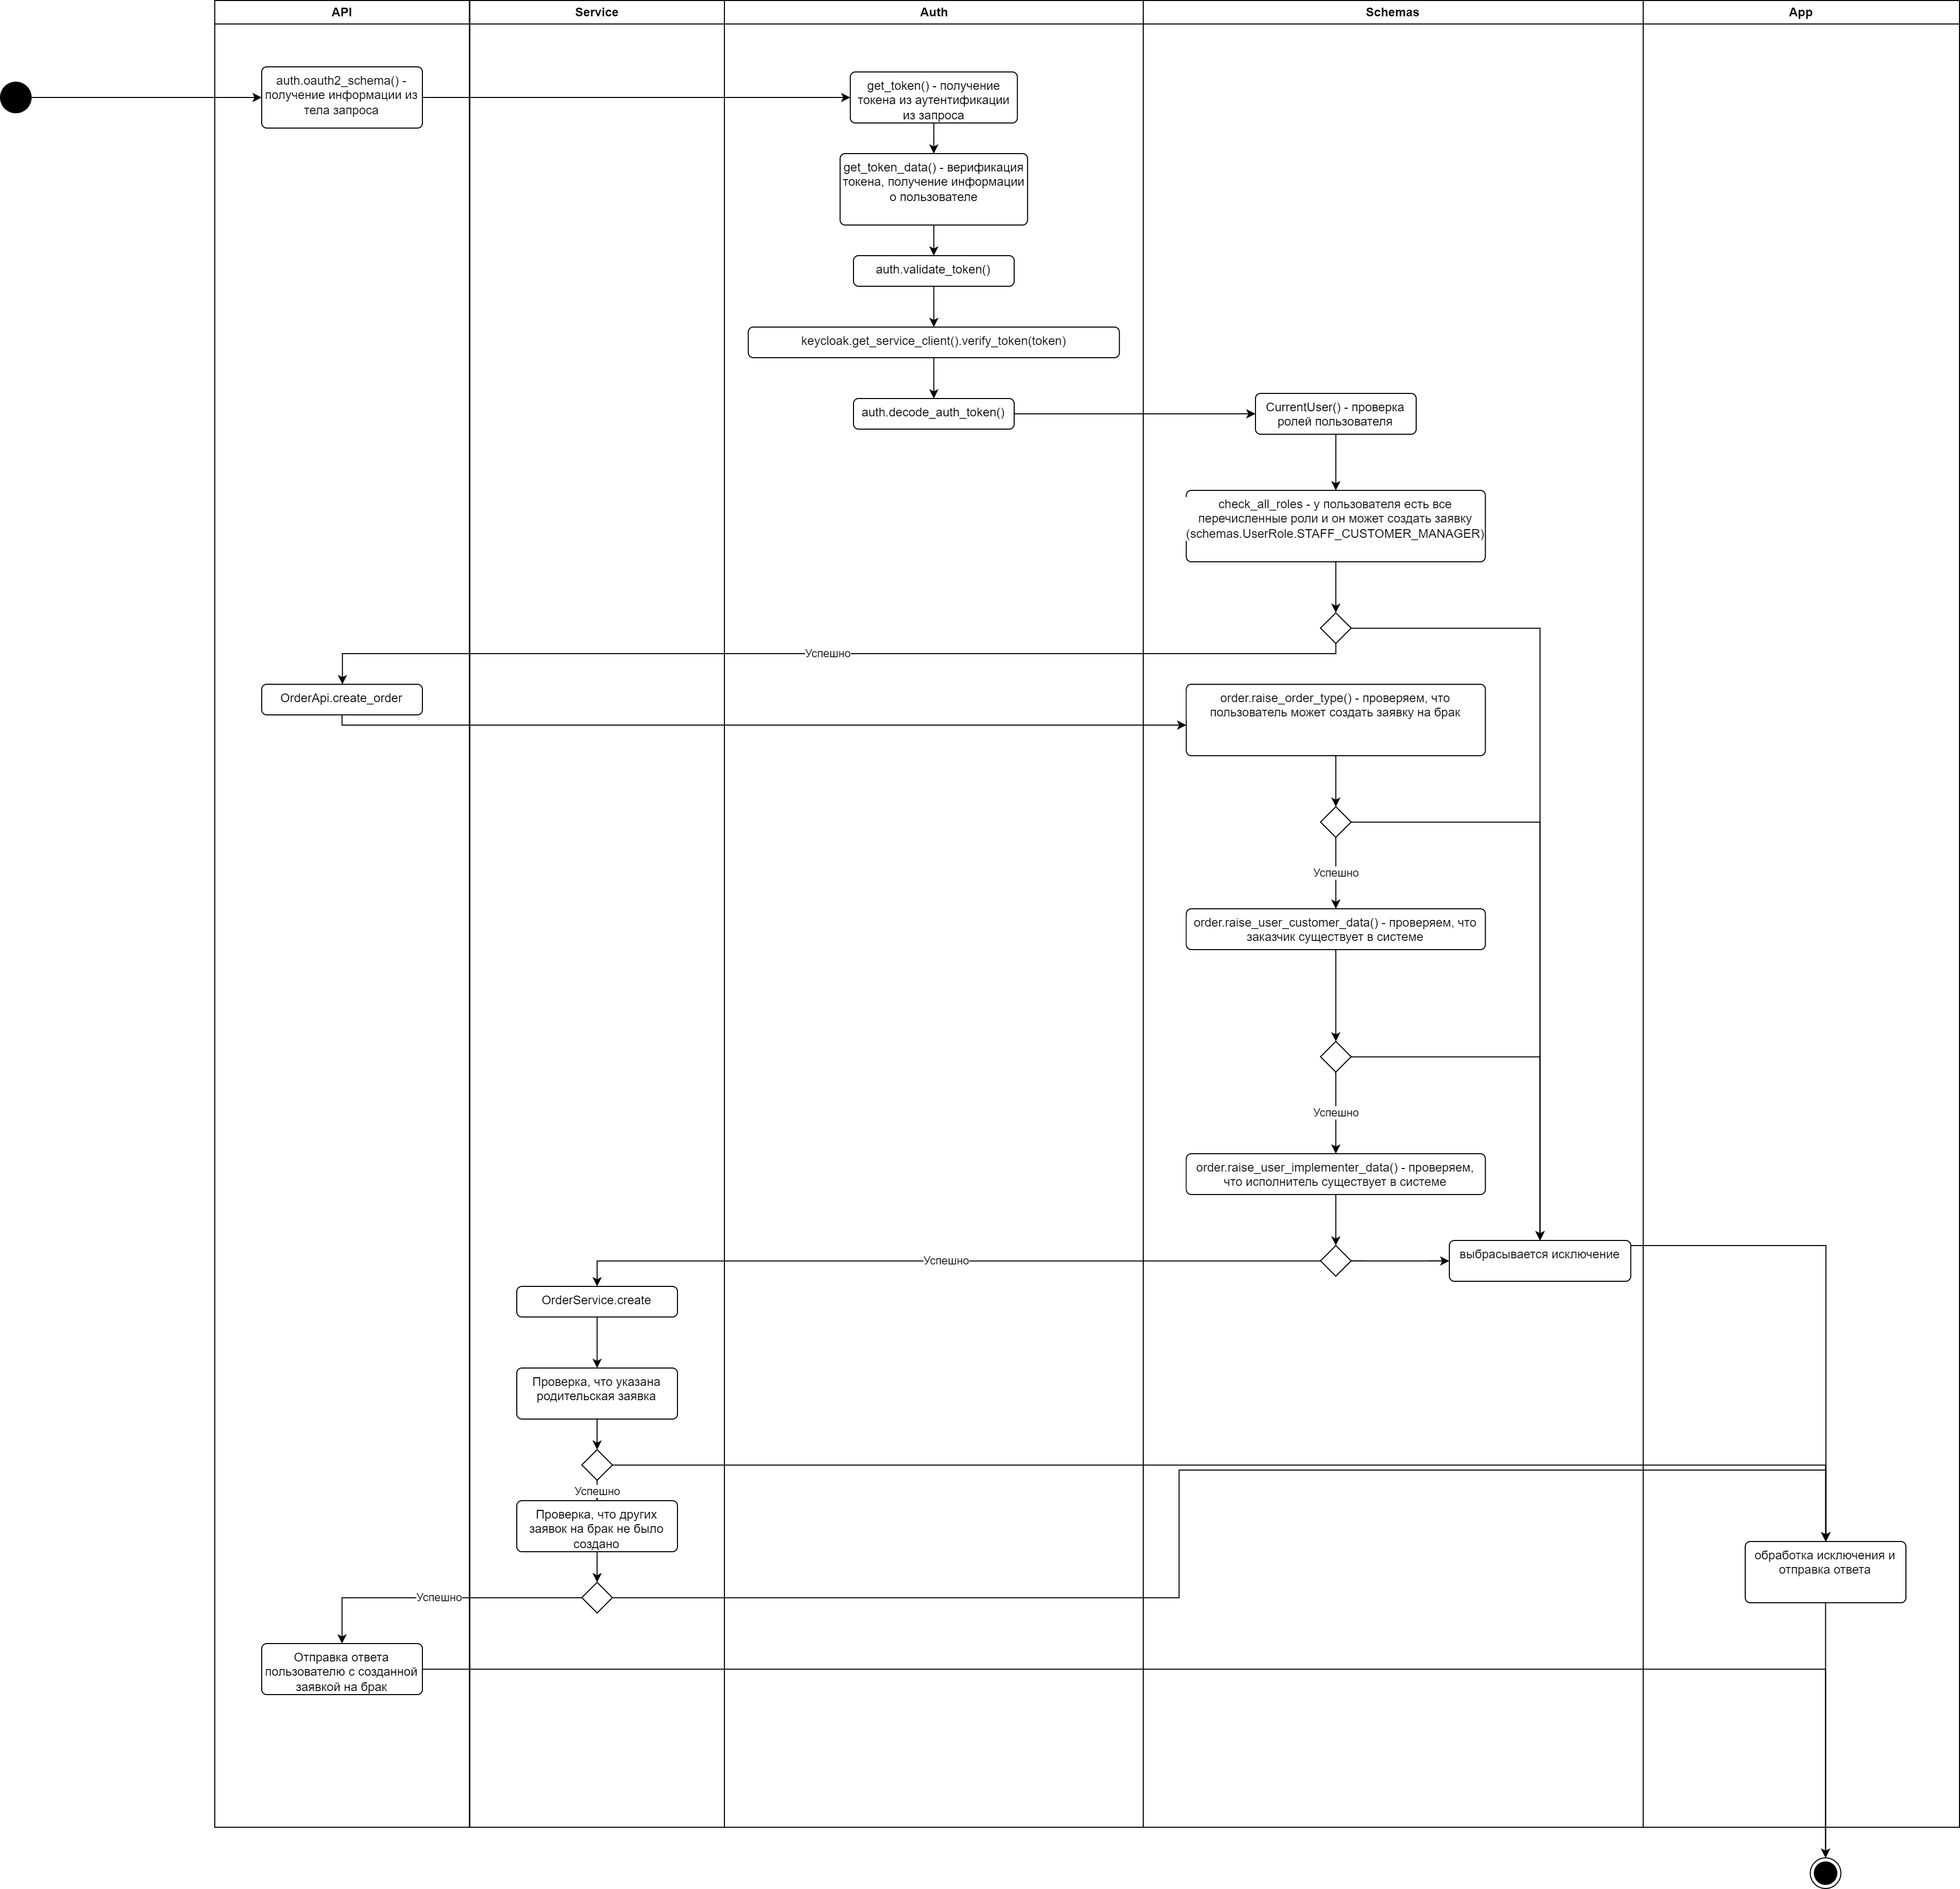 API
Service
Auth
Schemas
App
auth.oauth2_schema() -
получение информации из
тела запроса
get_token() - получение
токена из аутентификации
из запроса
get_token_data() - верификация
токена, получение информации
о пользователе
auth.validate_token()
keycloak.get_service_client().verify_token(token)
auth.decode_auth_token()
CurrentUser() - проверка
ролей пользователя
check_all_roles - у пользователя есть все
перечисленные роли и он может создать заявку
(schemas.UserRole.STAFF_CUSTOMER_MANAGER)
Успешно
OrderApi.create_order
order.raise_order_type() - проверяем, что
пользователь может создать заявку на брак
Успешно
order.raise_user_customer_data() - проверяем, что
заказчик существует в системе
Успешно
order.raise_user_implementer_data() - проверяем,
что исполнитель существует в системе
Успешно
выбрасывается исключение
OrderService.create
Проверка, что указана
родительская заявка
Успешно
Проверка, что других
заявок на брак не было
создано
обработка исключения и
отправка ответа
Успешно
Отправка ответа
пользователю с созданной
заявкой на брак